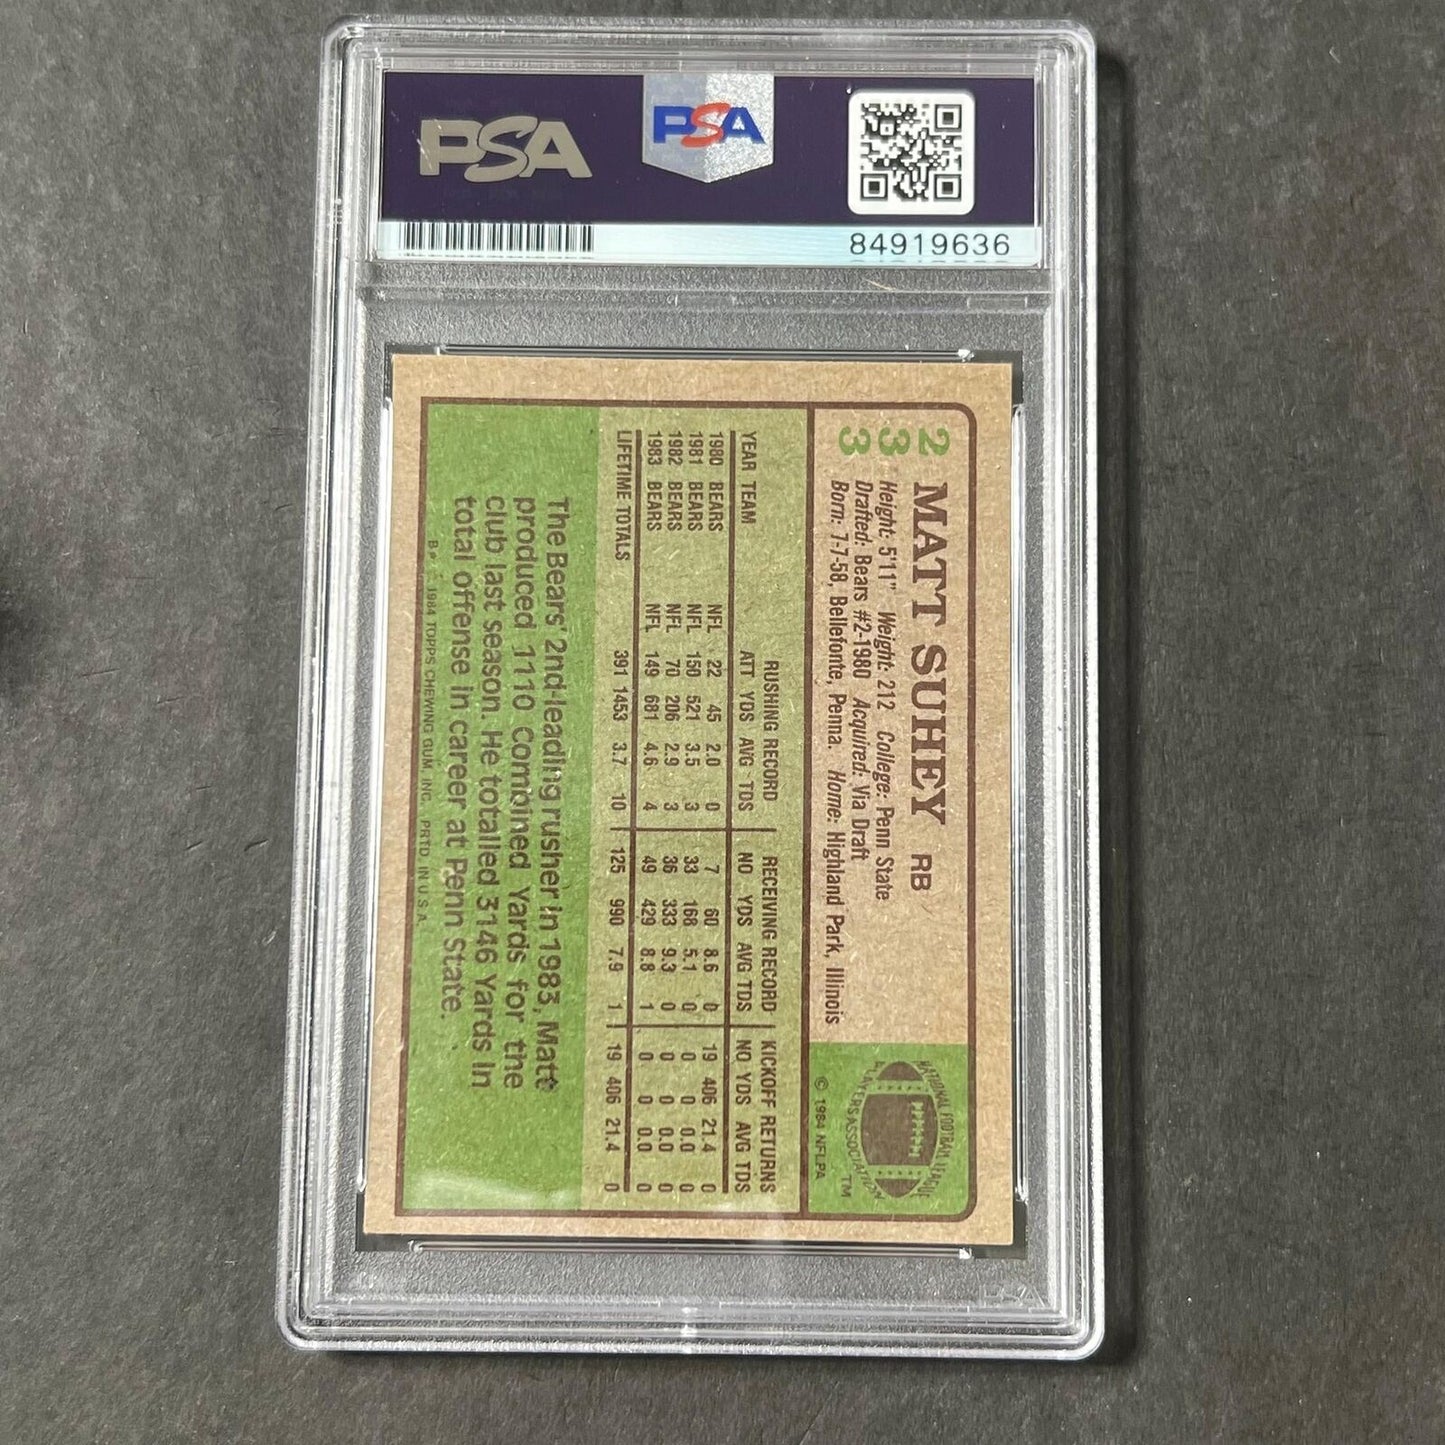 PSA
PSA
84919636
233
MATT SUHEY RB
Height: 5'11" Weight: 212 College: Penn State
Drafted: Bears #2-1980 Acquired: Via Draft
Born: 7-7-58, Bellefonte, Penna. Home: Highland Park, Illinois
NATIONAL FOOTBALL LEAGUE
PLAYERS ASSOCIATION
TM
© 1984 NFLPA
RUSHING RECORD RECEIVING RECORD KICKOFF RETURNS
YEAR TEAM ATT YDS AVG TDS NO YDS AVG TDS NO YDS AVG TDS
1980 BEARS NFL 22 45 2.0 0 7 60 8.6 0 19 406 21.4 0
1981 BEARS NFL 150 521 3.5 3 33 168 5.1 0 0 0 0.0 0
1982 BEARS NFL 70 206 2.9 3 36 333 9.3 0 0 0 0.0 0
1983 BEARS NFL 149 681 4.6 4 49 429 8.8 1 0 0 0.0 0
LIFETIME TOTALS 391 1453 3.7 10 125 990 7.9 1 19 406 21.4 0
The Bears' 2nd-leading rusher in 1983, Matt
produced 1110 Combined Yards for the
club last season. He totalled 3146 Yards in
total offense in career at Penn State.
1984 TOPPS CHEWING GUM, INC. PRTD. IN U.S.A.